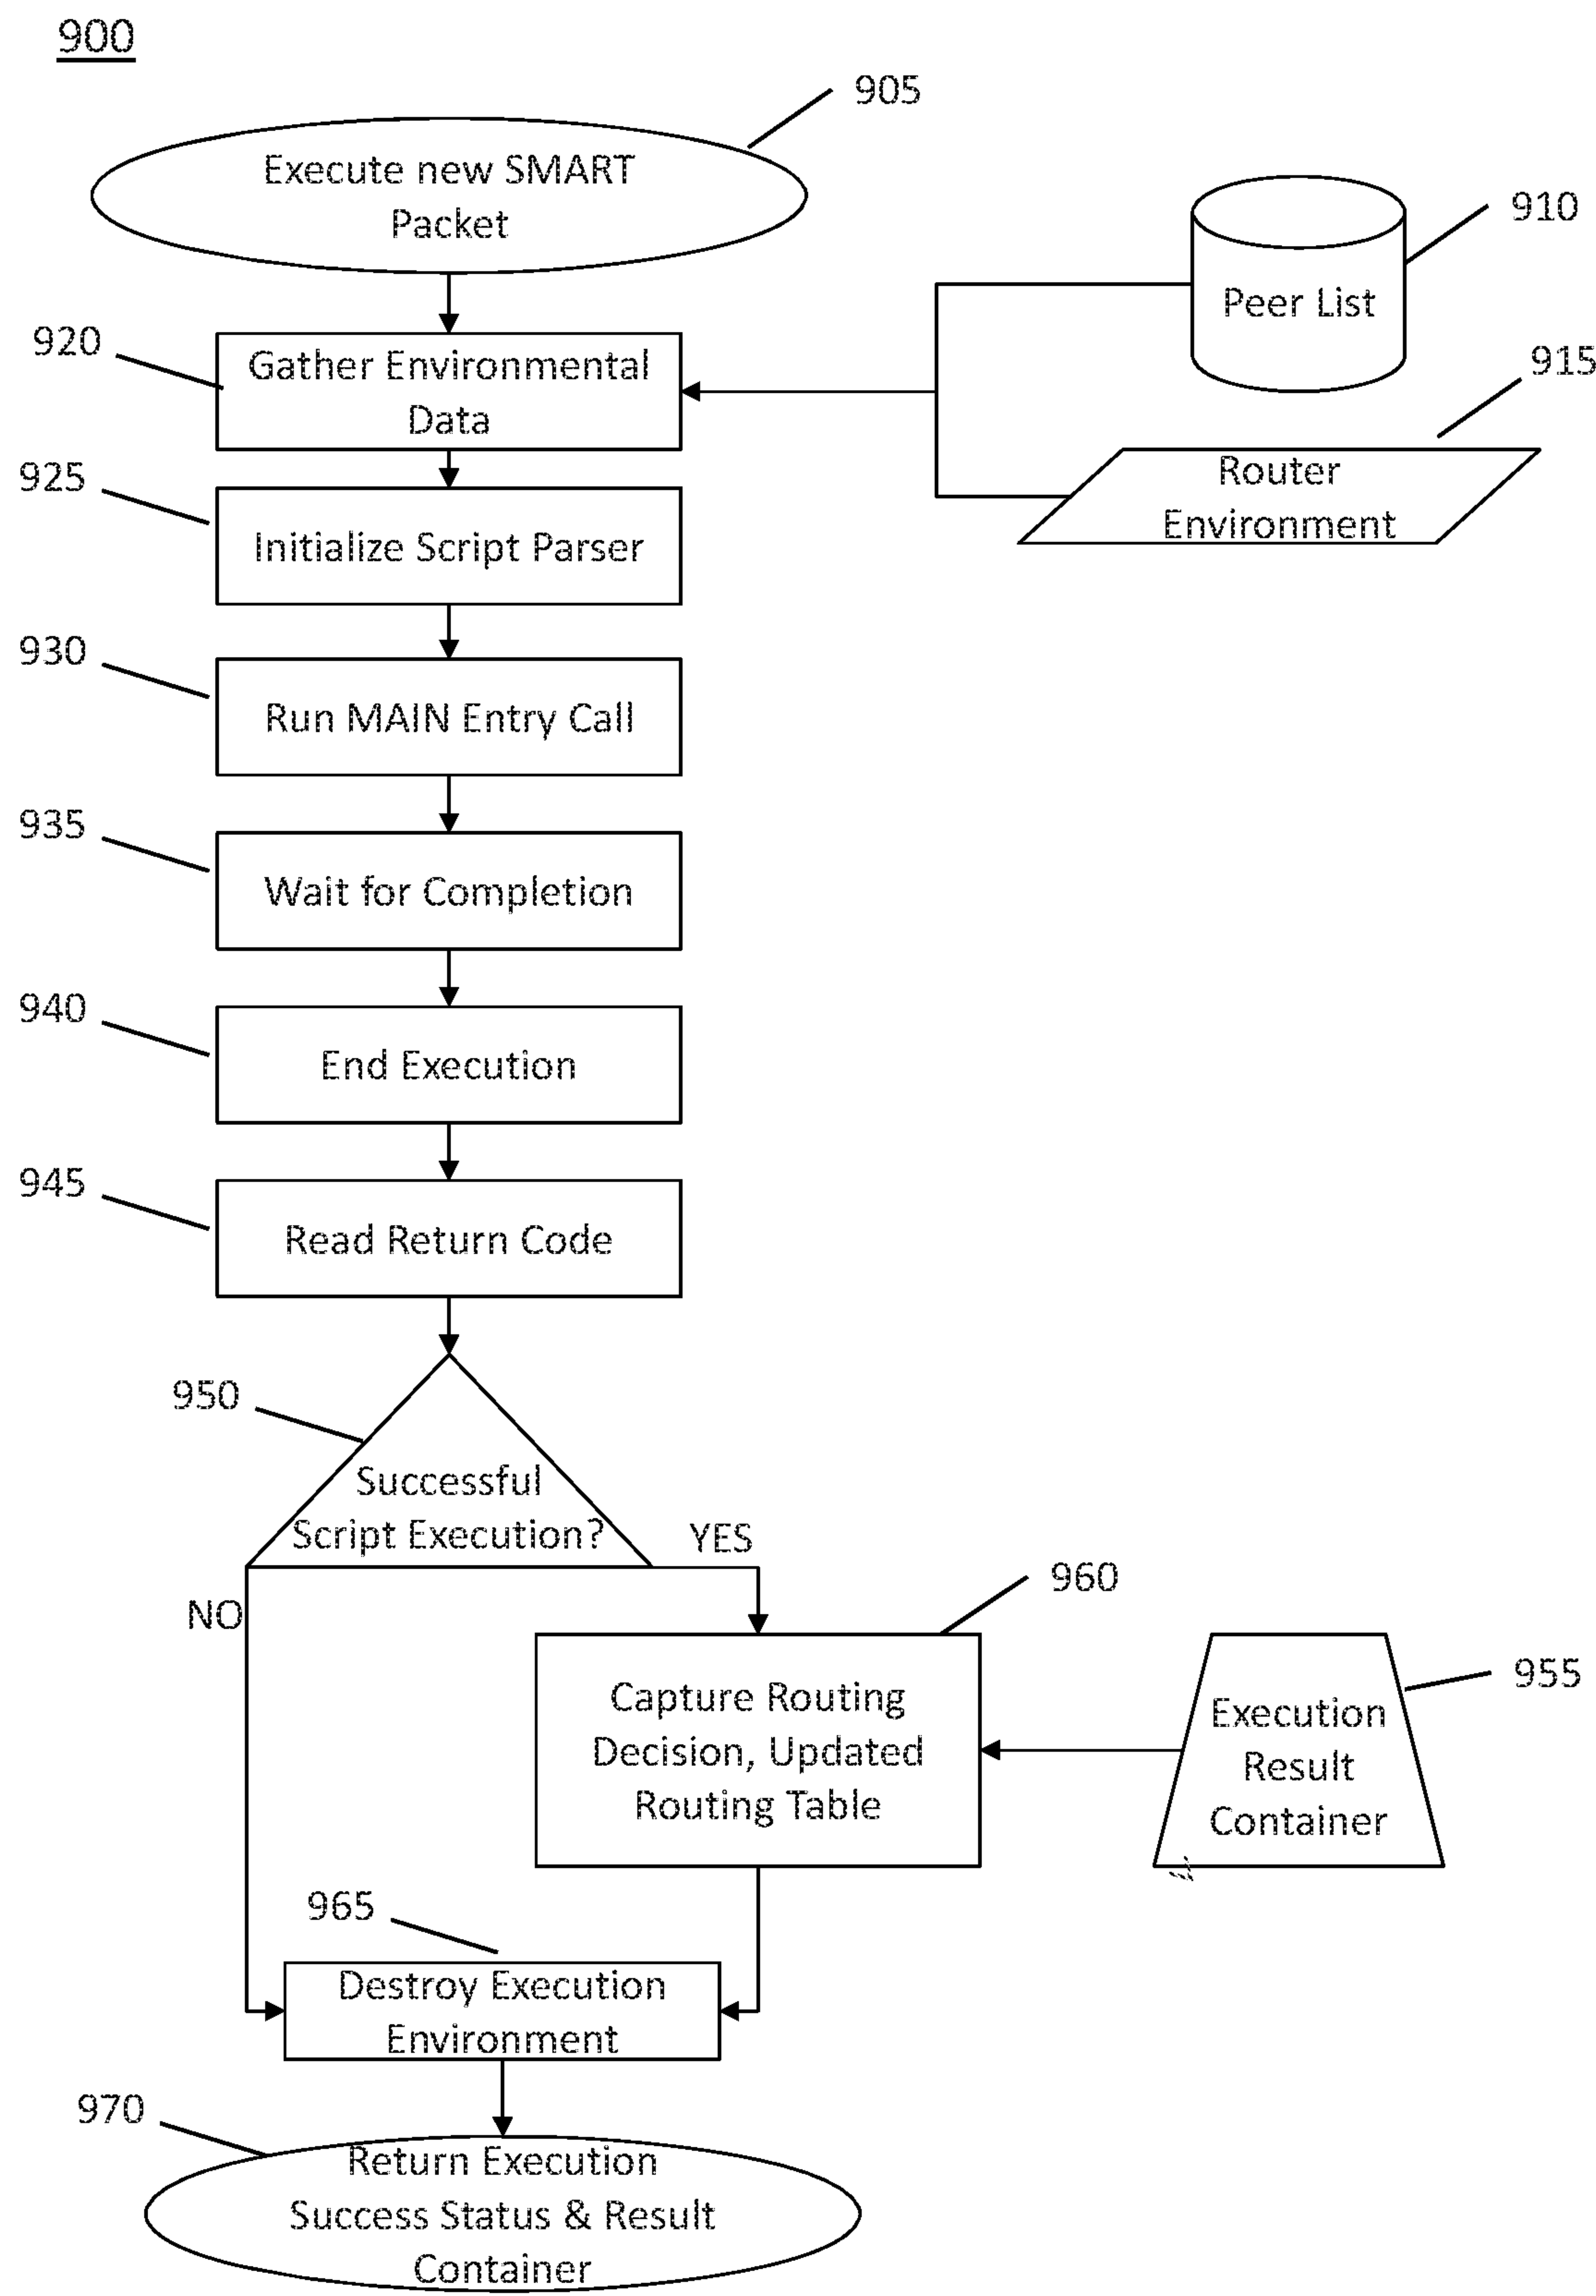 900
905
Execute new SMART
Packet
910
Peer List
915
Router
Environment
920
Gather Environmental
Data
925
Initialize Script Parser
930
Run MAIN Entry Call
935
Wait for Completion
940
End Execution
945
Read Return Code
950
Successful
Script Execution?
YES
NO
960
Capture Routing
Decision, Updated
Routing Table
955
Execution
Result
Container
965
Destroy Execution
Environment
970
Return Execution
Success Status & Result
Container